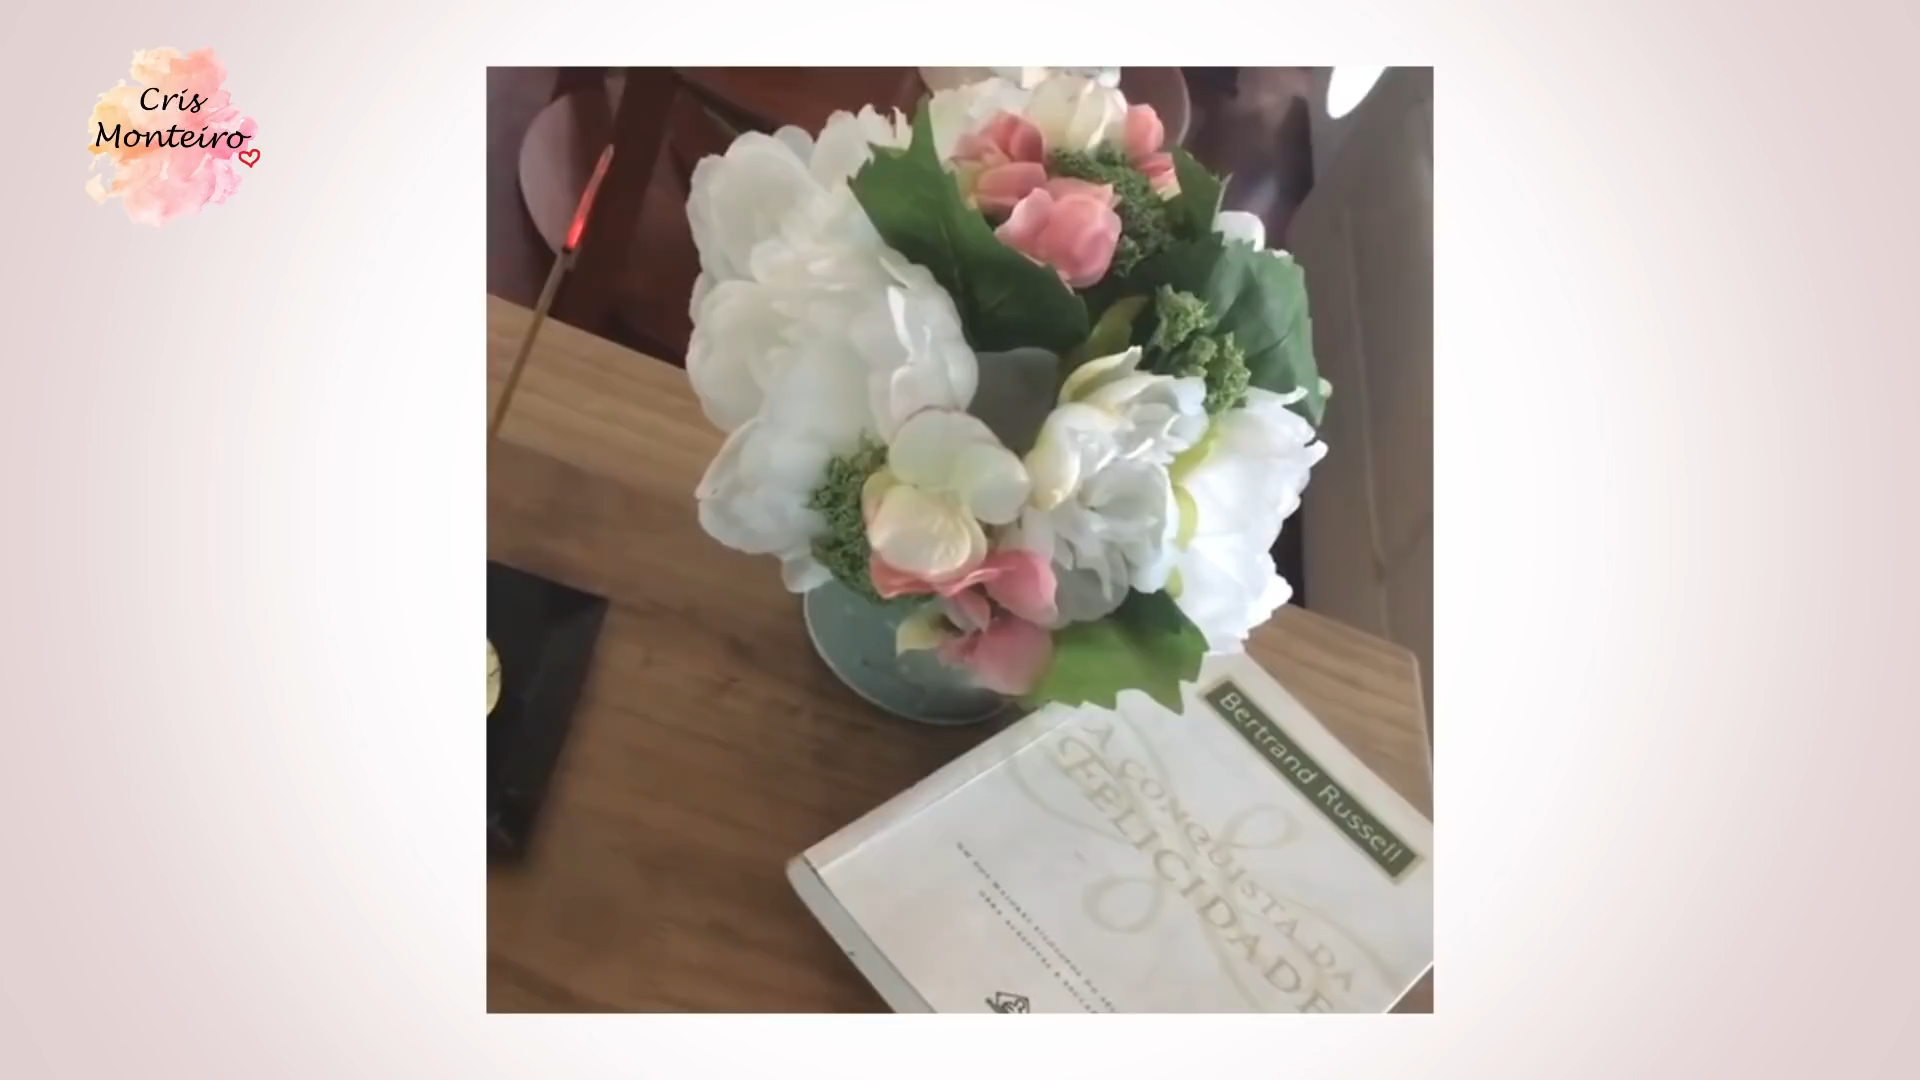 Cris
Monteiro
Bertrand Russell
A CONQUISTA DA
FELICIDADE